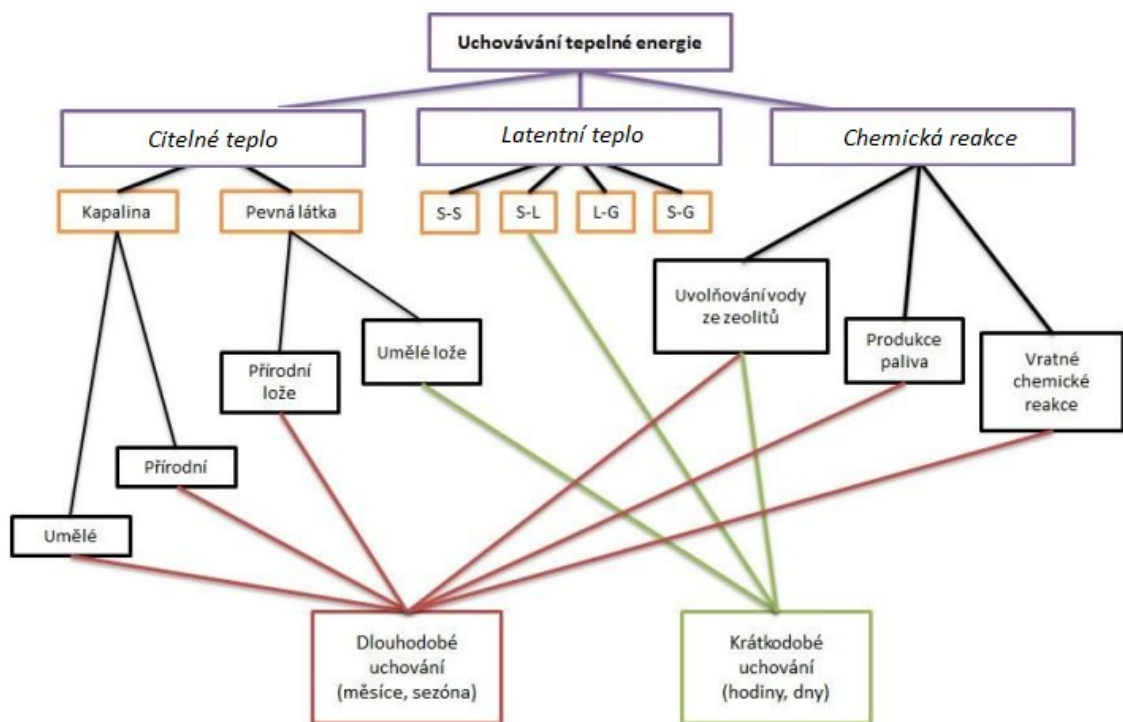 Uchovávání tepelné energie
Citelné teplo
Latentní teplo
Chemická reakce
Kapalina
Pevná látka
S-S
S-L
L-G
S-G
Uvolňování vody
ze zeolitů
Produkce
paliva
Vratné
chemické
reakce
Umělé lože
Přírodní
lože
Přírodní
Umělé
Dlouhodobé
uchování
(měsíce, sezóna)
Krátkodobé
uchování
(hodiny, dny)